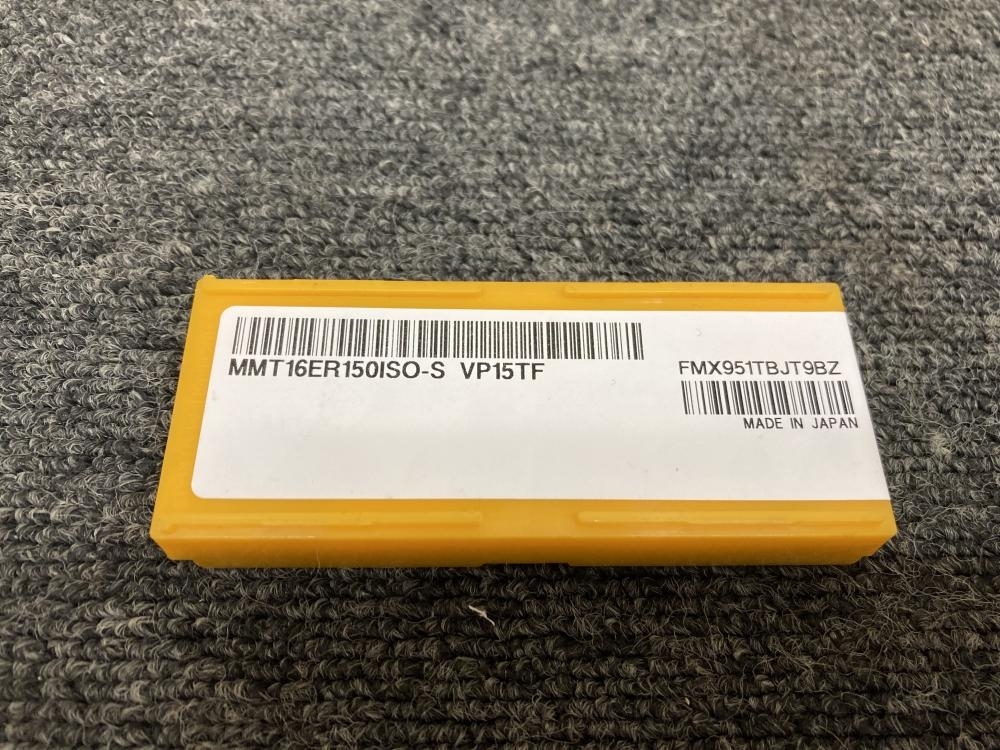 MMT16ER150ISO-S VP15TF
FMX951TBJT9BZ
MADE IN JAPAN